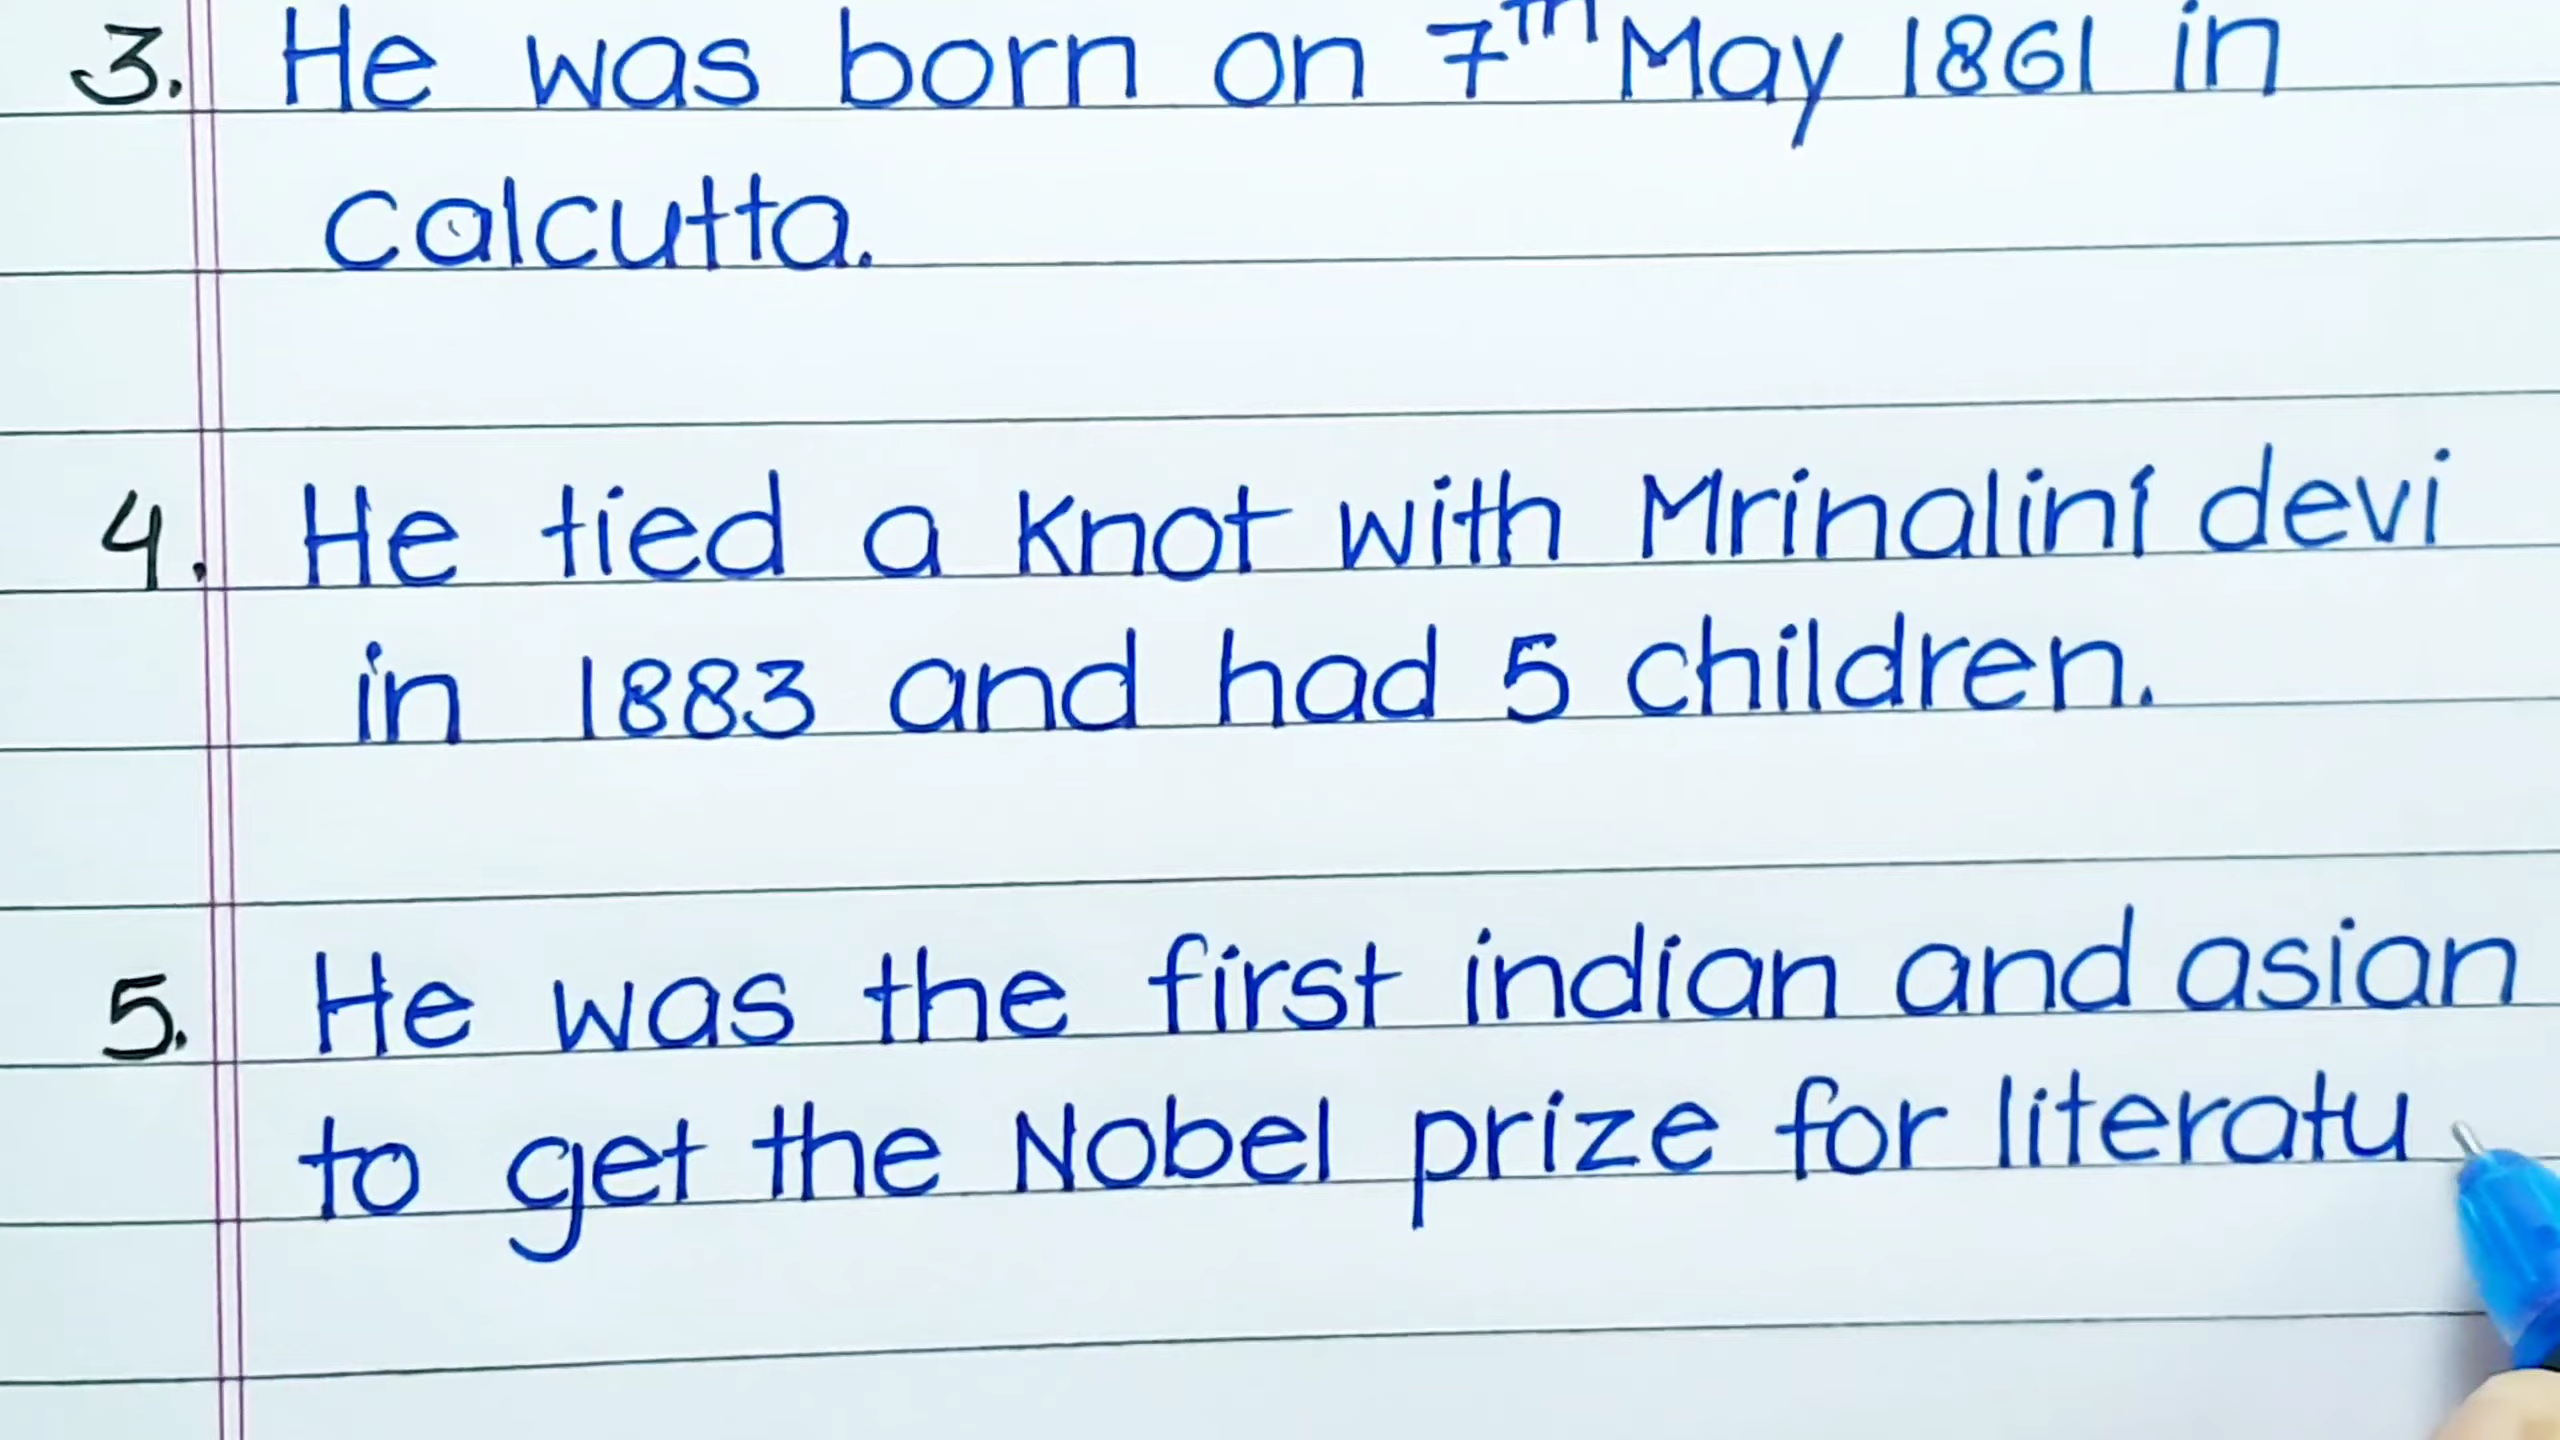 3. He was born on 7th May 1861 in
calcutta.
4. He tied a knot with Mrinalini devi
in 1883 and had 5 children.
5. He was the first indian and asian
to get the Nobel prize for literatu